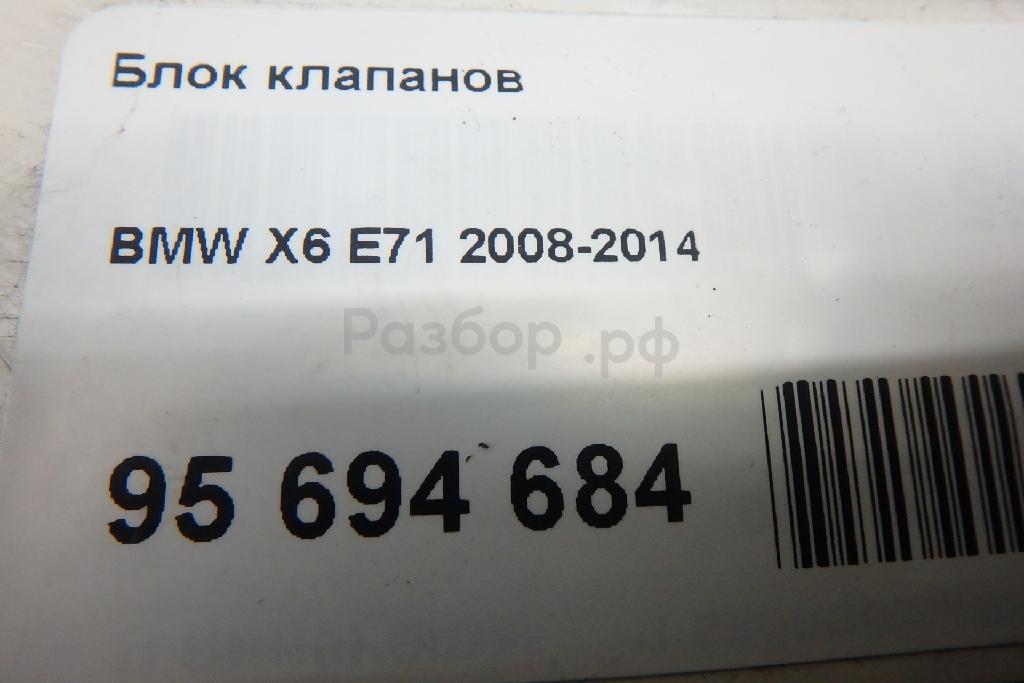 Блок клапанов
BMW X6 E71 2008-2014
Разбор.рф
95 694 684